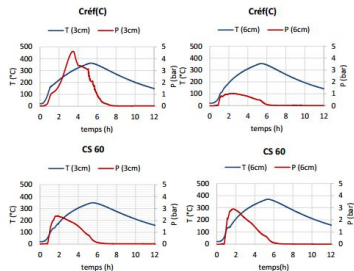 Créf(C)
T (3cm) P (3cm)
500 5
400 4
300 3
200 2
100 1
0 0
0 2 4 6 8 10 12
T (°C)
P (bar)
temps(h)
Créf(C)
T (6cm) P (6cm)
500 5
400 4
300 3
200 2
100 1
0 0
0 2 4 6 8 10 12
T (°C)
P (bar)
temps(h)
CS 60
T (3cm) P (3cm)
500 5
400 4
300 3
200 2
100 1
0 0
0 2 4 6 8 10 12
T (°C)
P (bar)
temps (h)
CS 60
T (6cm) P (6cm)
500 5
400 4
300 3
200 2
100 1
0 0
0 2 4 6 8 10 12
T (°C)
P (bar)
temps(h)